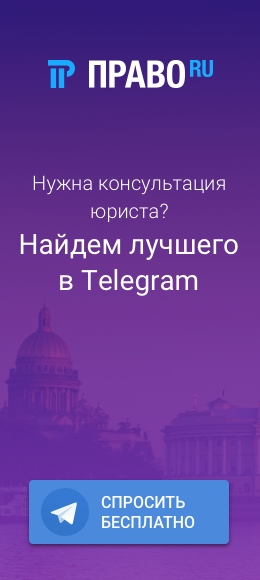 ПРАВО RU
Нужна консультация
юриста?
Найдем лучшего
в Telegram
СПРОСИТЬ
БЕСПЛАТНО